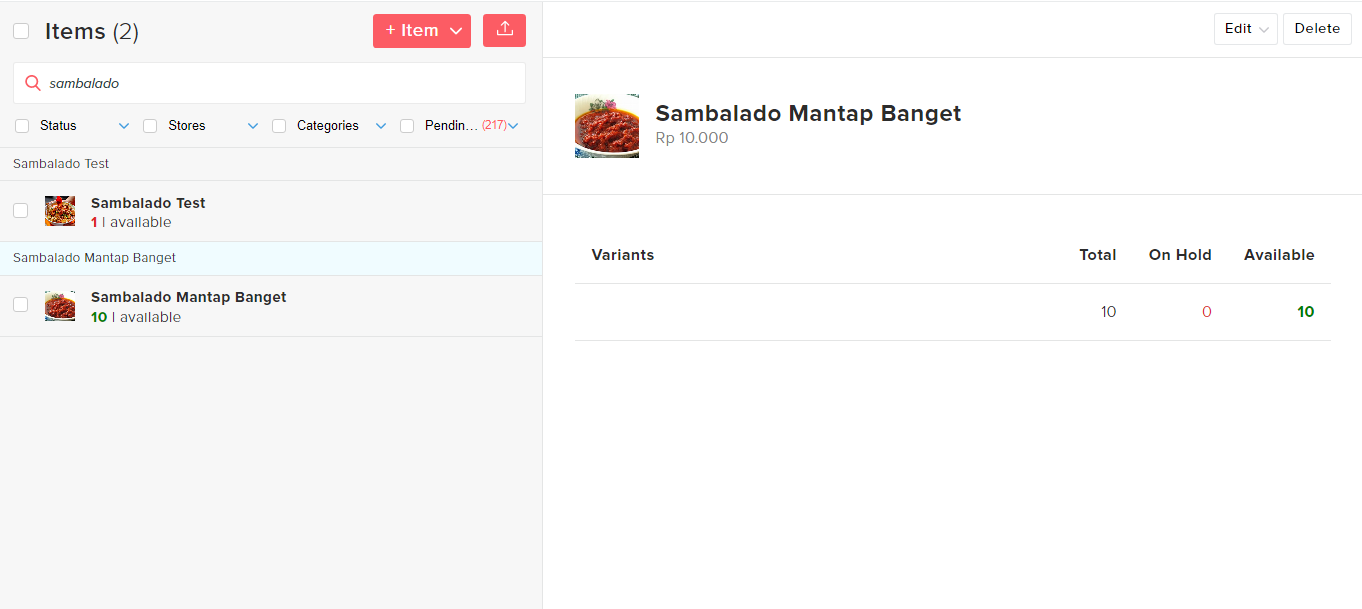 Items (2)
+ Item
sambalado
Status
Stores
Categories
Pendin... (217)
Sambalado Test
Sambalado Test
1 | available
Sambalado Mantap Banget
Sambalado Mantap Banget
10 | available
Edit
Delete
Sambalado Mantap Banget
Rp 10.000
Variants Total On Hold Available
10 0 10